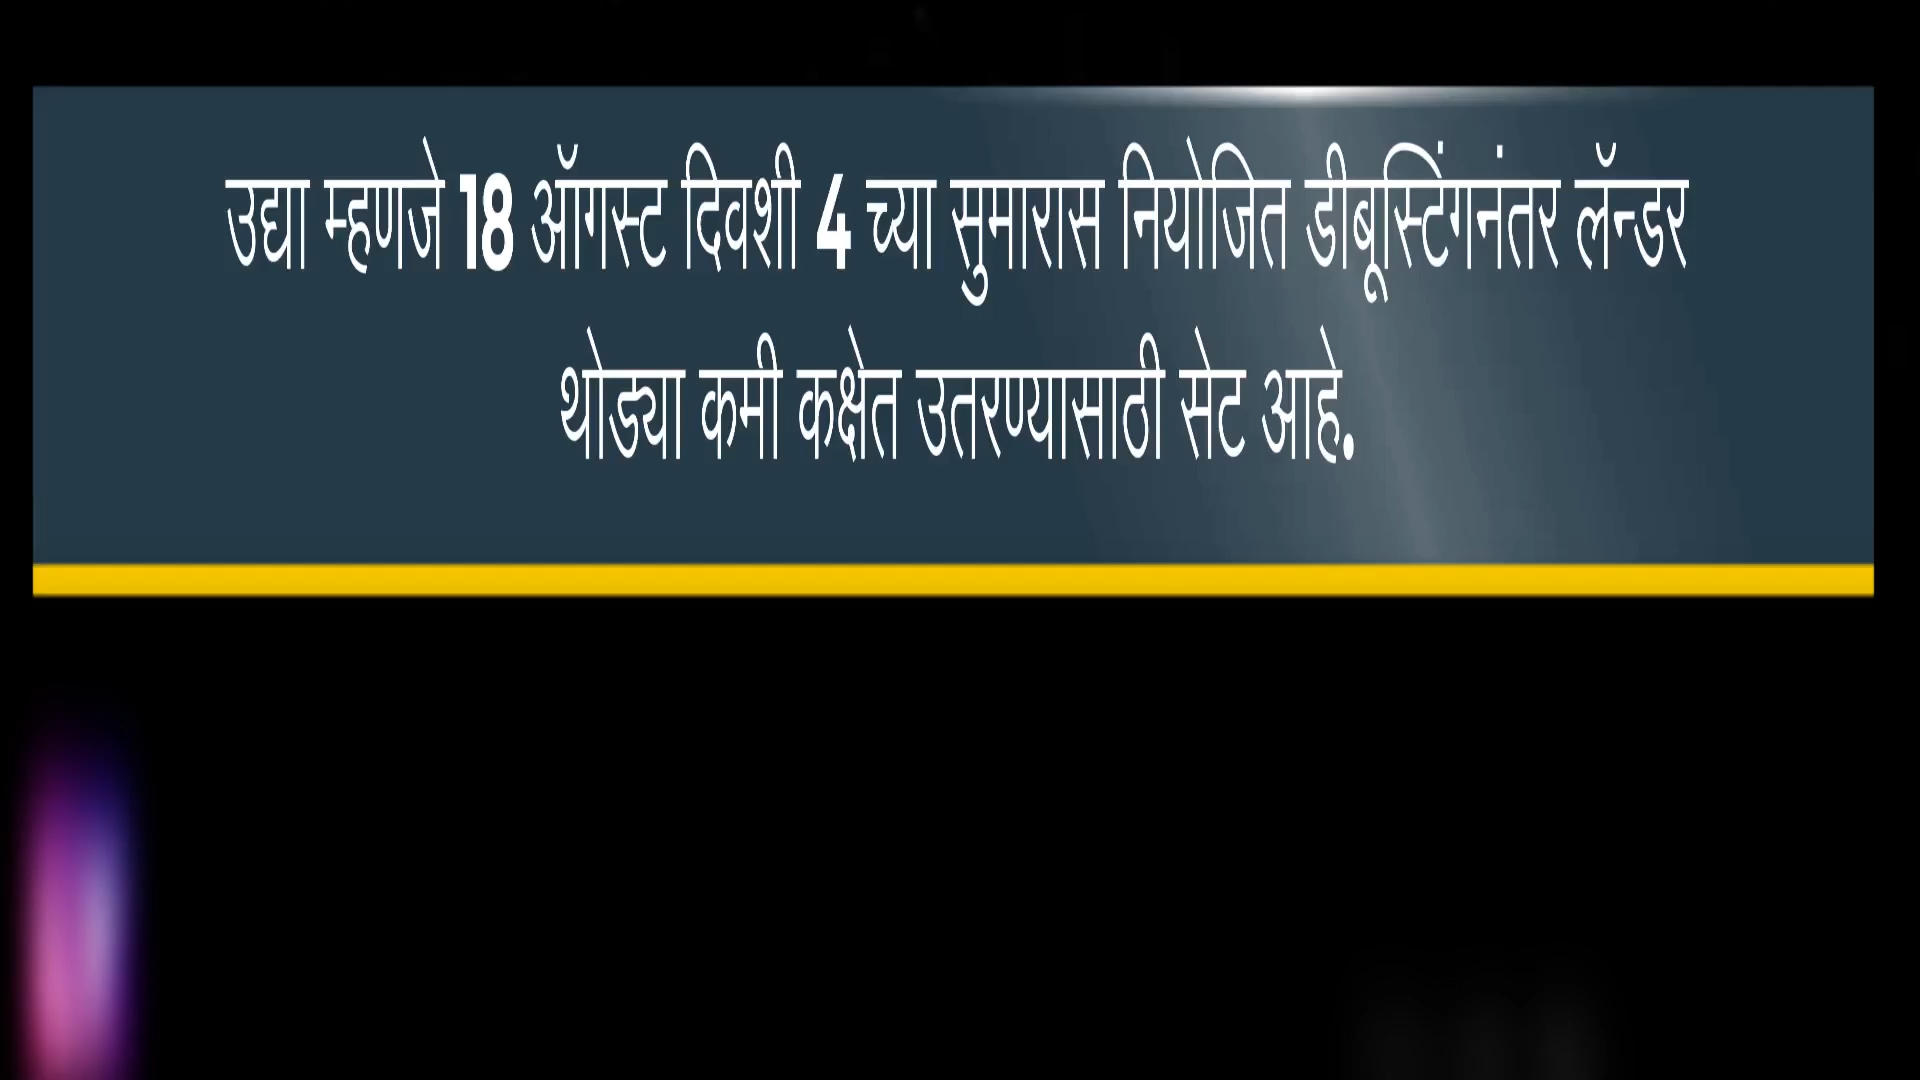 उद्या म्हणजे 18 ऑगस्ट दिवशी 4 च्या सुमारास नियोजित डीबूस्टिंगनंतर लॅन्डर
थोड्या कमी कक्षेत उतरण्यासाठी सेट आहे.